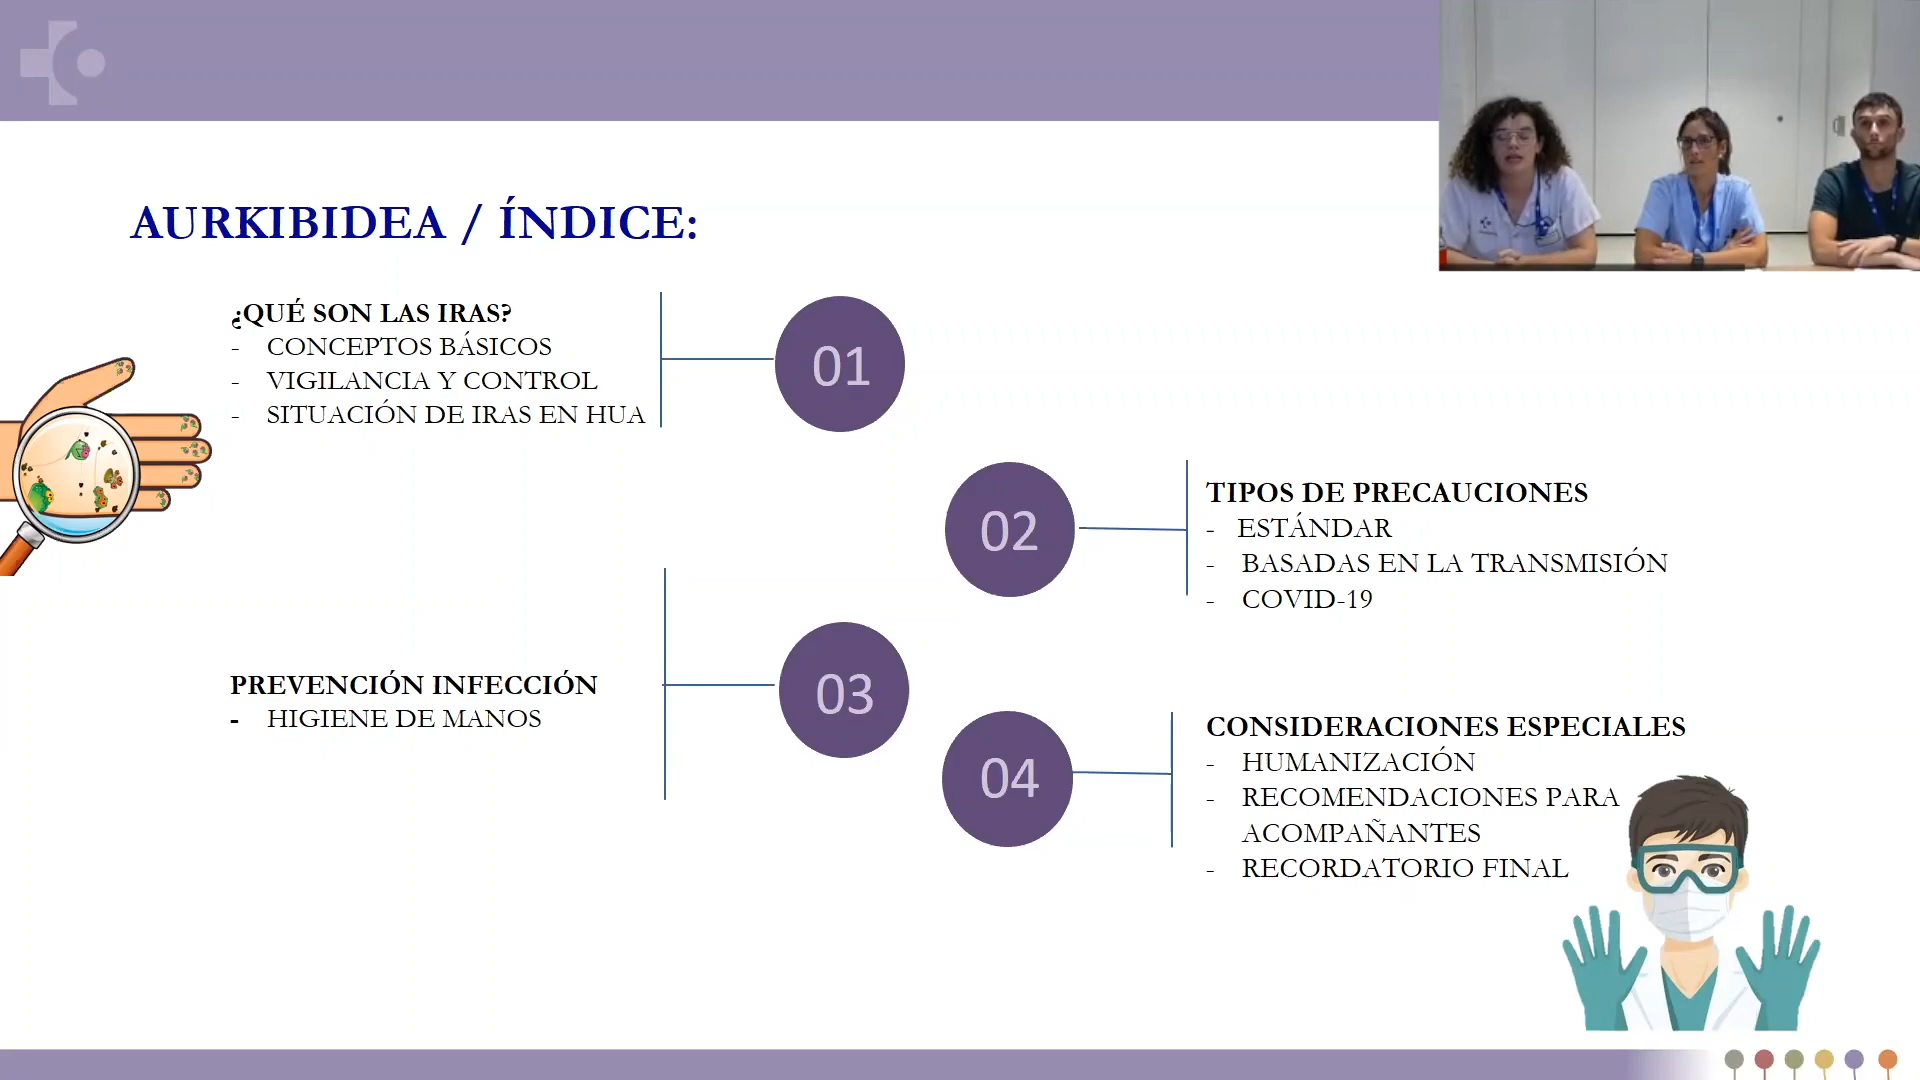 AURKIBIDEA / ÍNDICE:
¿QUÉ SON LAS IRAS?
- CONCEPTOS BÁSICOS
- VIGILANCIA Y CONTROL
- SITUACIÓN DE IRAS EN HUA
01
02
TIPOS DE PRECAUCIONES
- ESTÁNDAR
- BASADAS EN LA TRANSMISIÓN
- COVID-19
PREVENCIÓN INFECCIÓN
- HIGIENE DE MANOS
03
04
CONSIDERACIONES ESPECIALES
- HUMANIZACIÓN
- RECOMENDACIONES PARA
ACOMPAÑANTES
- RECORDATORIO FINAL